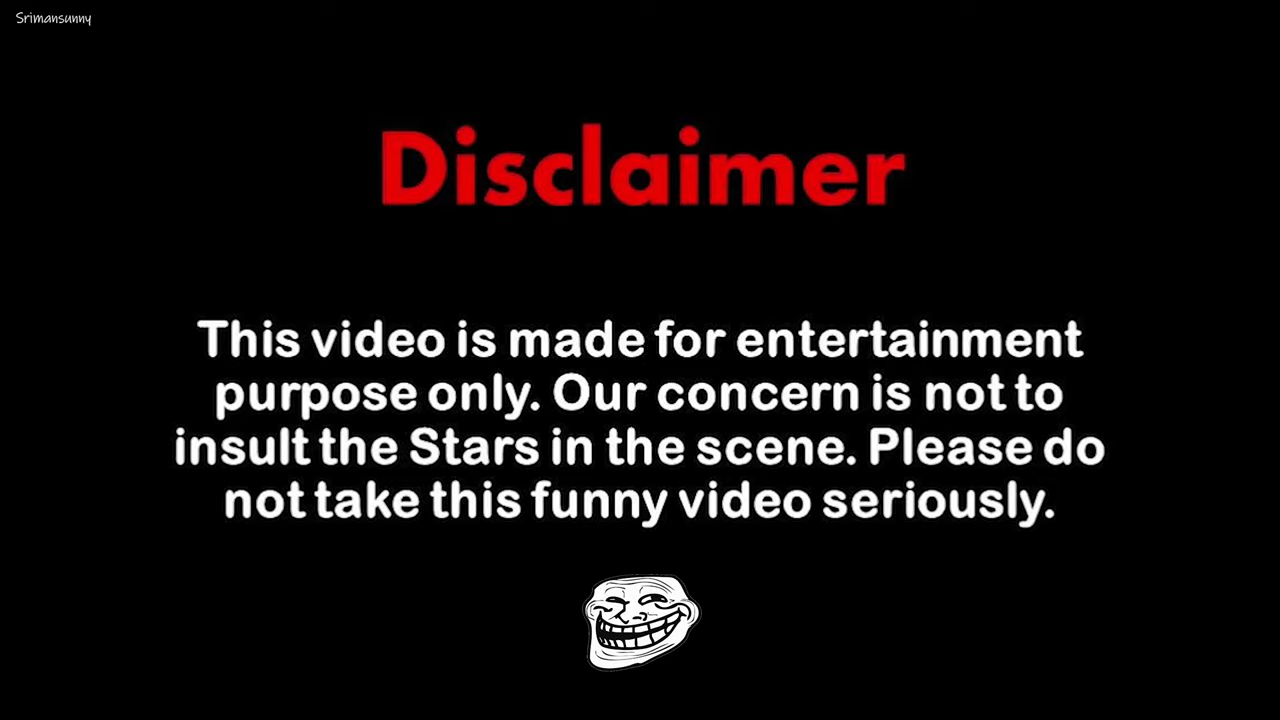 Srimansunny
Disclaimer
This video is made for entertainment
purpose only. Our concern is not to
insult the Stars in the scene. Please do
not take this funny video seriously.